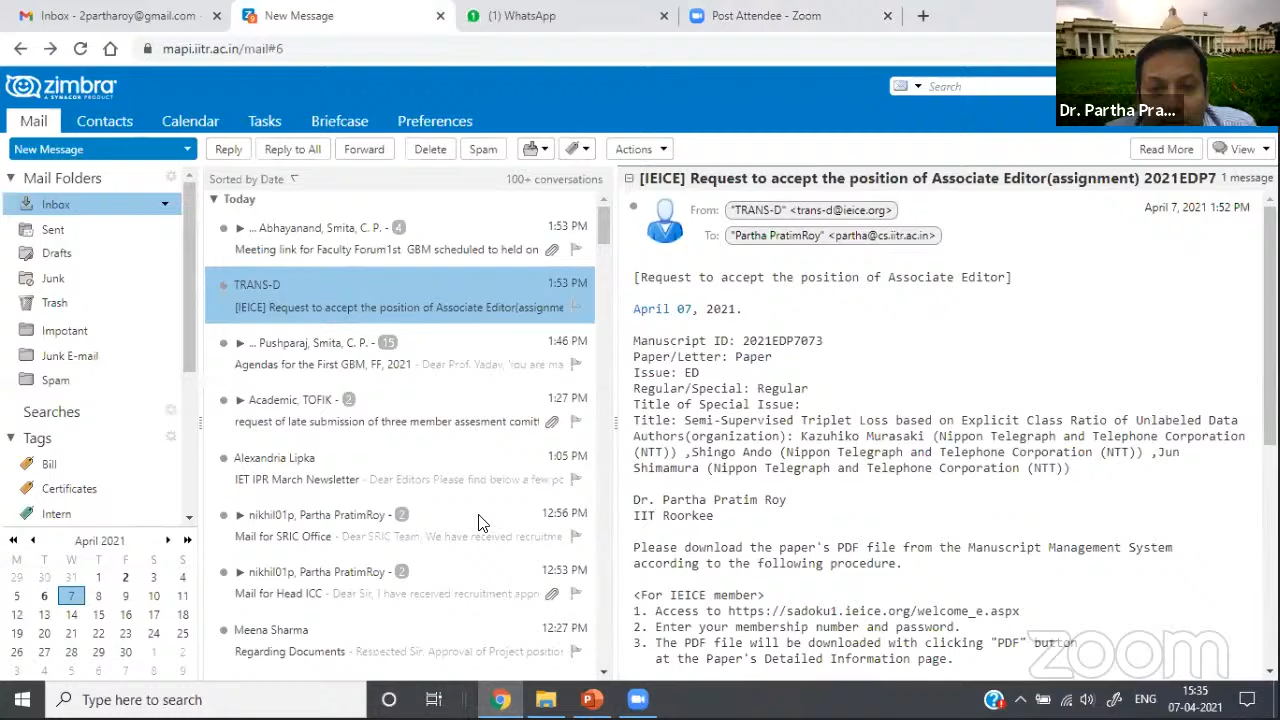 Inbox - 2partharoy@gmail.com
New Message
(1) WhatsApp
Post Attendee - Zoom
mapi.iitr.ac.in/mail#6
zimbra
A SYNACOR PRODUCT
Search
Dr. Partha Pra...
Mail Contacts Calendar Tasks Briefcase Preferences
New Message
Reply Reply to All Forward Delete Spam Actions Read More View
Mail Folders
Inbox
Sent
Drafts
Junk
Trash
Impotant
Junk E-mail
Spam
Searches
Tags
Bill
Certificates
Intern
April 2021
M T W T F S S
29 30 31 1 2 3 4
5 6 7 8 9 10 11
12 13 14 15 16 17 18
19 20 21 22 23 24 25
26 27 28 29 30 1 2
3 4 5 6 7 8 9
Sorted by Date 100+ conversations
Today
... Abhayanand, Smita, C. P. - 4 1:53 PM
Meeting link for Faculty Forum1st GBM scheduled to held on
TRANS-D 1:53 PM
[IEICE] Request to accept the position of Associate Editor(assignme
... Pushparaj, Smita, C. P. - 15 1:46 PM
Agendas for the First GBM, FF, 2021 - Dear Prof. Yadav, You are ma
Academic, TOFIK - 2 1:27 PM
request of late submission of three member assesment comitt
Alexandria Lipka 1:05 PM
IET IPR March Newsletter - Dear Editors Please find below a few po
nikhil01p, Partha PratimRoy - 2 12:56 PM
Mail for SRIC Office - Dear SRIC Team, We have received recruitme
nikhil01p, Partha PratimRoy - 2 12:53 PM
Mail for Head ICC - Dear Sir, I have received recruitment appro
Meena Sharma 12:27 PM
Regarding Documents - Respected Sir. Approval of Project position
[IEICE] Request to accept the position of Associate Editor(assignment) 2021EDP7 1 message
From: "TRANS-D" <trans-d@ieice.org> April 7, 2021 1:52 PM
To: "Partha PratimRoy" <partha@cs.iitr.ac.in>
[Request to accept the position of Associate Editor]
April 07, 2021.
Manuscript ID: 2021EDP7073
Paper/Letter: Paper
Issue: ED
Regular/Special: Regular
Title of Special Issue:
Title: Semi-Supervised Triplet Loss based on Explicit Class Ratio of Unlabeled Data
Authors(organization): Kazuhiko Murasaki (Nippon Telegraph and Telephone Corporation
(NTT)) ,Shingo Ando (Nippon Telegraph and Telephone Corporation (NTT)) ,Jun
Shimamura (Nippon Telegraph and Telephone Corporation (NTT))
Dr. Partha Pratim Roy
IIT Roorkee
Please download the paper's PDF file from the Manuscript Management System
according to the following procedure.
<For IEICE member>
1. Access to https://sadoku1.ieice.org/welcome_e.aspx
2. Enter your membership number and password.
3. The PDF file will be downloaded with clicking "PDF" button
at the Paper's Detailed Information page.
zoom
Type here to search
ENG
15:35
07-04-2021